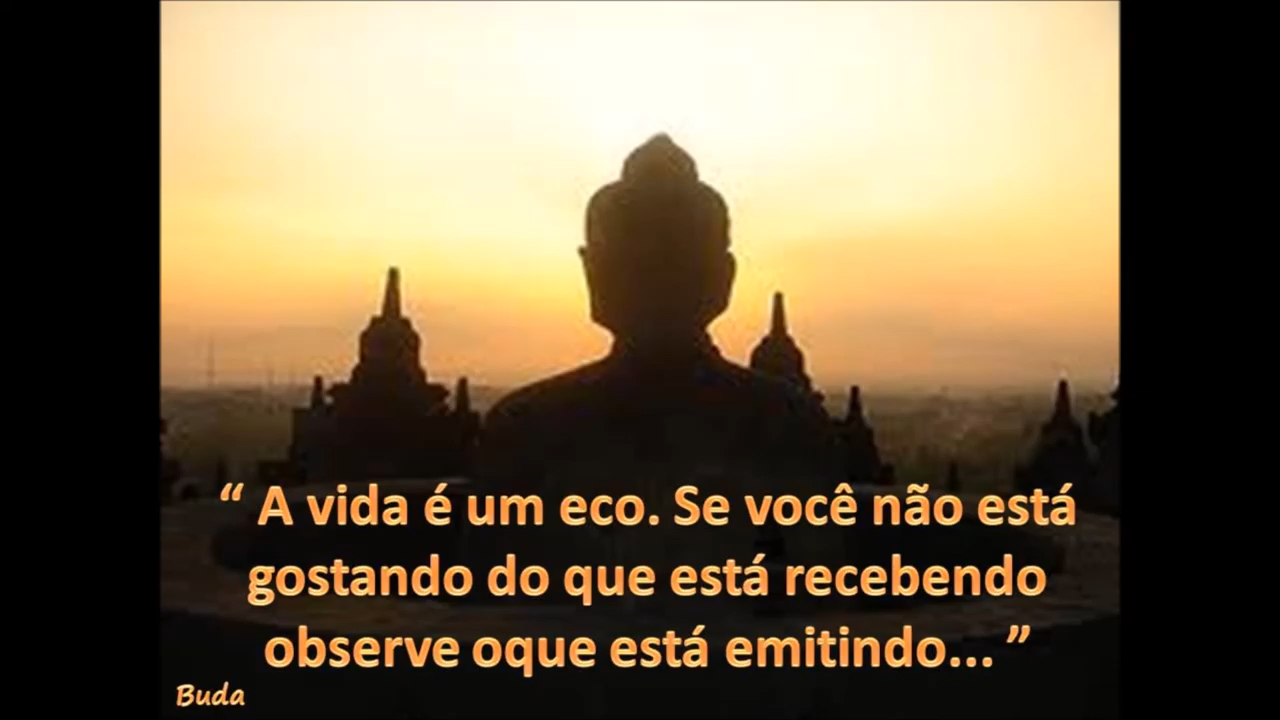 “ A vida é um eco. Se você não está
gostando do que está recebendo
observe oque está emitindo... ”
Buda